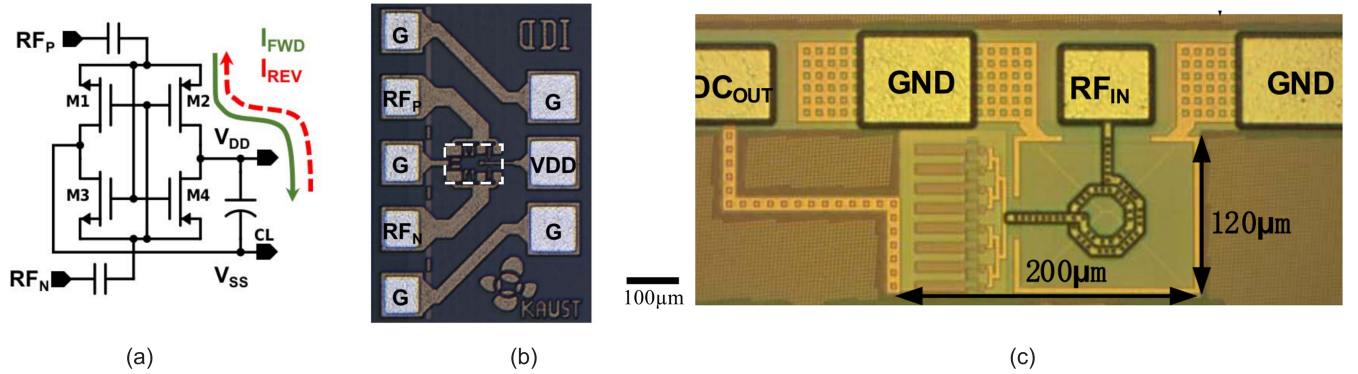 RFP
IFWD
IREV
M1
M2
VDD
M3
M4
CL
VSS
RFN
(a)
G
IDD
RFP
G
G
VDD
RFN
G
G
KAUST
(b)
100µm
DCOUT
GND
RFIN
GND
120µm
200µm
(c)